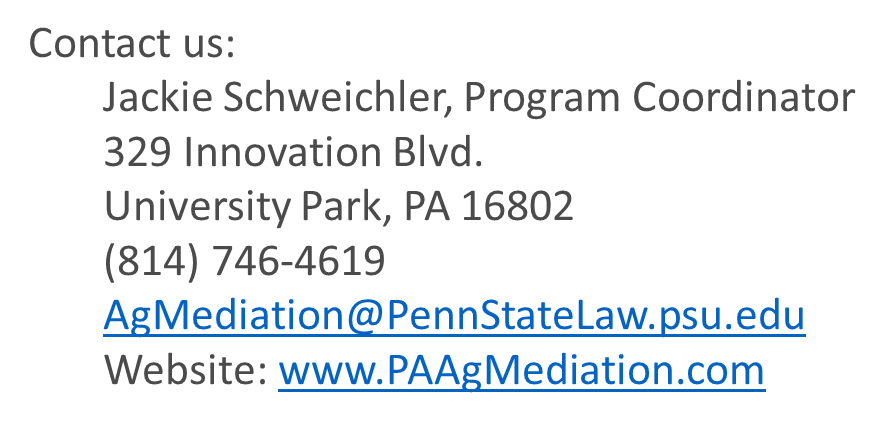 Contact us:
Jackie Schweichler, Program Coordinator
329 Innovation Blvd.
University Park, PA 16802
(814) 746-4619
AgMediation@PennStateLaw.psu.edu
Website: www.PAAgMediation.com